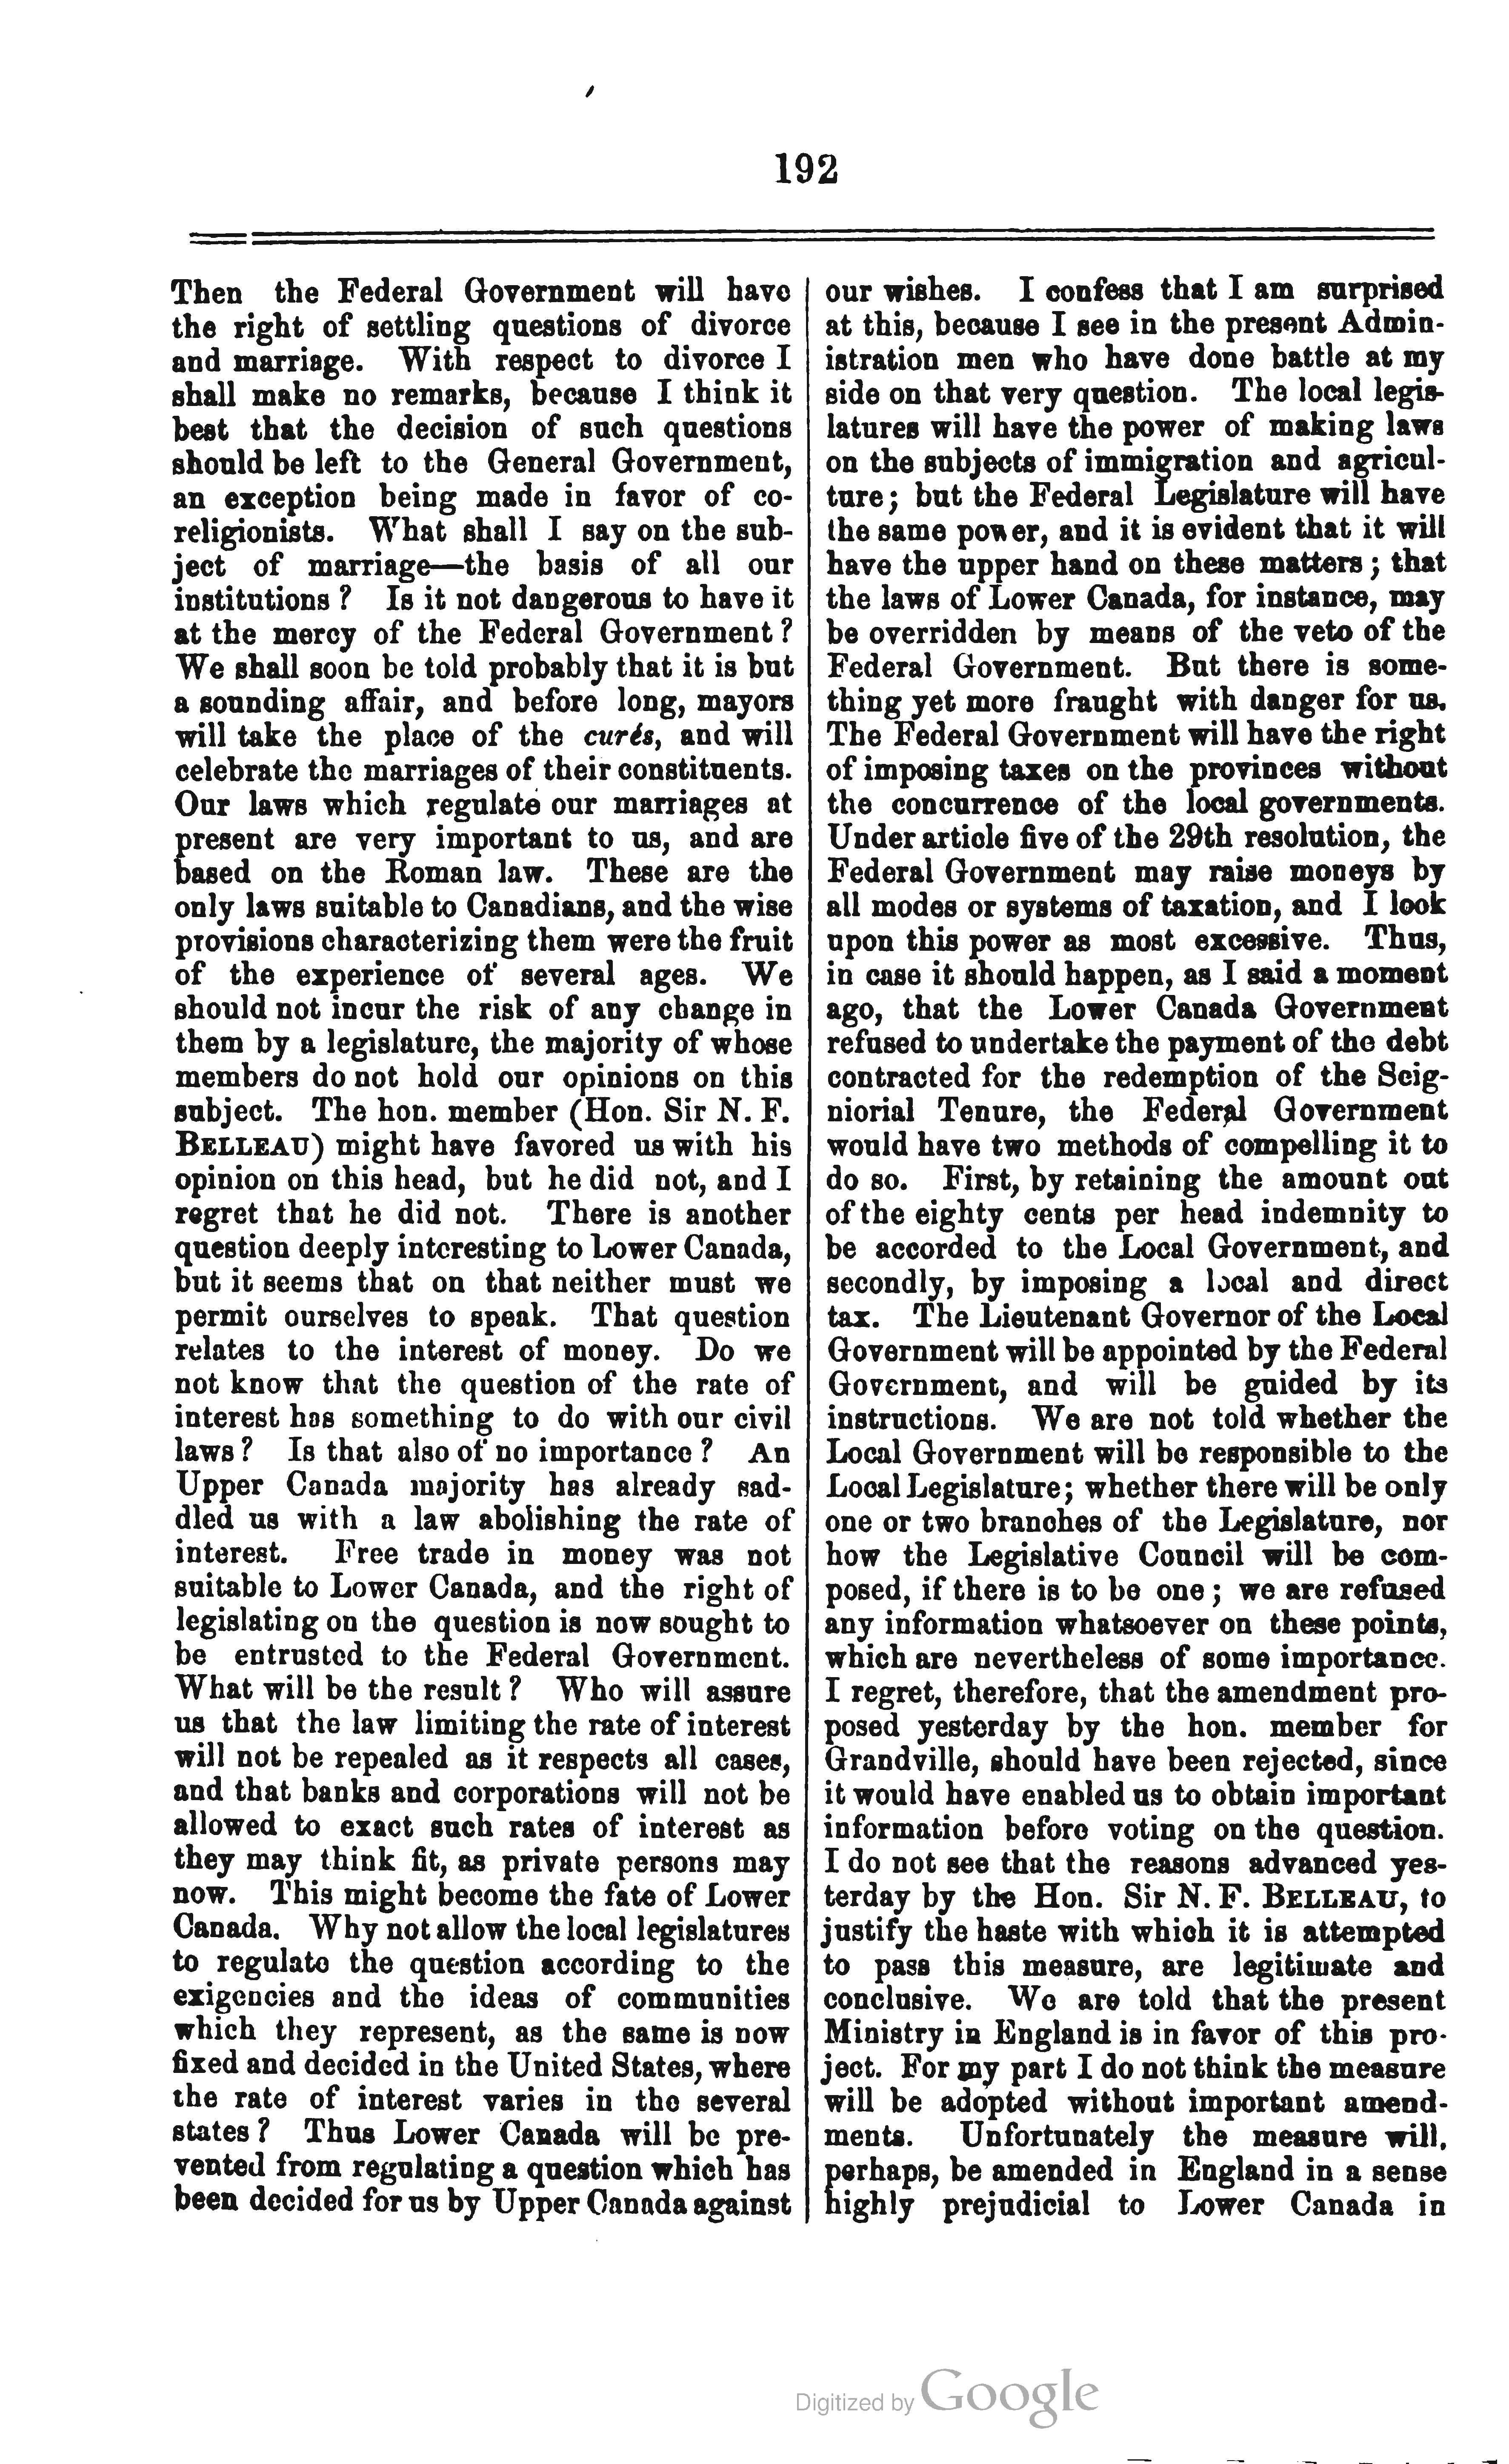 192
Then the Federal Government will have
the right of settling questions of divorce
and marriage. With respect to divorce I
shall make no remarks, because I think it
best that the decision of such questions
should be left to the General Government,
an exception being made in favor of co-
religionists. What shall I say on the sub-
ject of marriage—the basis of all our
institutions? Is it not dangerous to have it
at the mercy of the Federal Government?
We shall soon be told probably that it is but
a sounding affair, and before long, mayors
will take the place of the curés, and will
celebrate the marriages of their constituents.
Our laws which regulate our marriages at
present are very important to us, and are
based on the Roman law. These are the
only laws suitable to Canadians, and the wise
provisions characterizing them were the fruit
of the experience of several ages. We
should not incur the risk of any change in
them by a legislature, the majority of whose
members do not hold our opinions on this
subject. The hon. member (Hon. Sir N. F.
BELLEAU) might have favored us with his
opinion on this head, but he did not, and I
regret that he did not. There is another
question deeply interesting to Lower Canada,
but it seems that on that neither must we
permit ourselves to speak. That question
relates to the interest of money. Do we
not know that the question of the rate of
interest has something to do with our civil
laws? Is that also of no importance? An
Upper Canada majority has already sad-
dled us with a law abolishing the rate of
interest. Free trade in money was not
suitable to Lower Canada, and the right of
legislating on the question is now sought to
be entrusted to the Federal Government.
What will be the result? Who will assure
us that the law limiting the rate of interest
will not be repealed as it respects all cases,
and that banks and corporations will not be
allowed to exact such rates of interest as
they may think fit, as private persons may
now. This might become the fate of Lower
Canada. Why not allow the local legislatures
to regulate the question according to the
exigencies and the ideas of communities
which they represent, as the same is now
fixed and decided in the United States, where
the rate of interest varies in the several
states? Thus Lower Canada will be pre-
vented from regulating a question which has
been decided for us by Upper Canada against
our wishes. I confess that I am surprised
at this, because I see in the present Admin-
istration men who have done battle at my
side on that very question. The local legis-
latures will have the power of making laws
on the subjects of immigration and agricul-
ture; but the Federal Legislature will have
the same power, and it is evident that it will
have the upper hand on these matters; that
the laws of Lower Canada, for instance, may
be overridden by means of the veto of the
Federal Government. But there is some-
thing yet more fraught with danger for us.
The Federal Government will have the right
of imposing taxes on the provinces without
the concurrence of the local governments.
Under article five of the 29th resolution, the
Federal Government may raise moneys by
all modes or systems of taxation, and I look
upon this power as most excessive. Thus,
in case it should happen, as I said a moment
ago, that the Lower Canada Government
refused to undertake the payment of the debt
contracted for the redemption of the Seig-
niorial Tenure, the Federal Government
would have two methods of compelling it to
do so. First, by retaining the amount out
of the eighty cents per head indemnity to
be accorded to the Local Government, and
secondly, by imposing a local and direct
tax. The Lieutenant Governor of the Local
Government will be appointed by the Federal
Government, and will be guided by its
instructions. We are not told whether the
Local Government will be responsible to the
Local Legislature; whether there will be only
one or two branches of the Legislature, nor
how the Legislative Council will be com-
posed, if there is to be one; we are refused
any information whatsoever on these points,
which are nevertheless of some importance.
I regret, therefore, that the amendment pro-
posed yesterday by the hon. member for
Grandville, should have been rejected, since
it would have enabled us to obtain important
information before voting on the question.
I do not see that the reasons advanced yes-
terday by the Hon. Sir N. F. BELLEAU, to
justify the haste with which it is attempted
to pass this measure, are legitimate and
conclusive. We are told that the present
Ministry in England is in favor of this pro-
ject. For my part I do not think the measure
will be adopted without important amend-
ments. Unfortunately the measure will,
perhaps, be amended in England in a sense
highly prejudicial to Lower Canada in
Digitized by Google